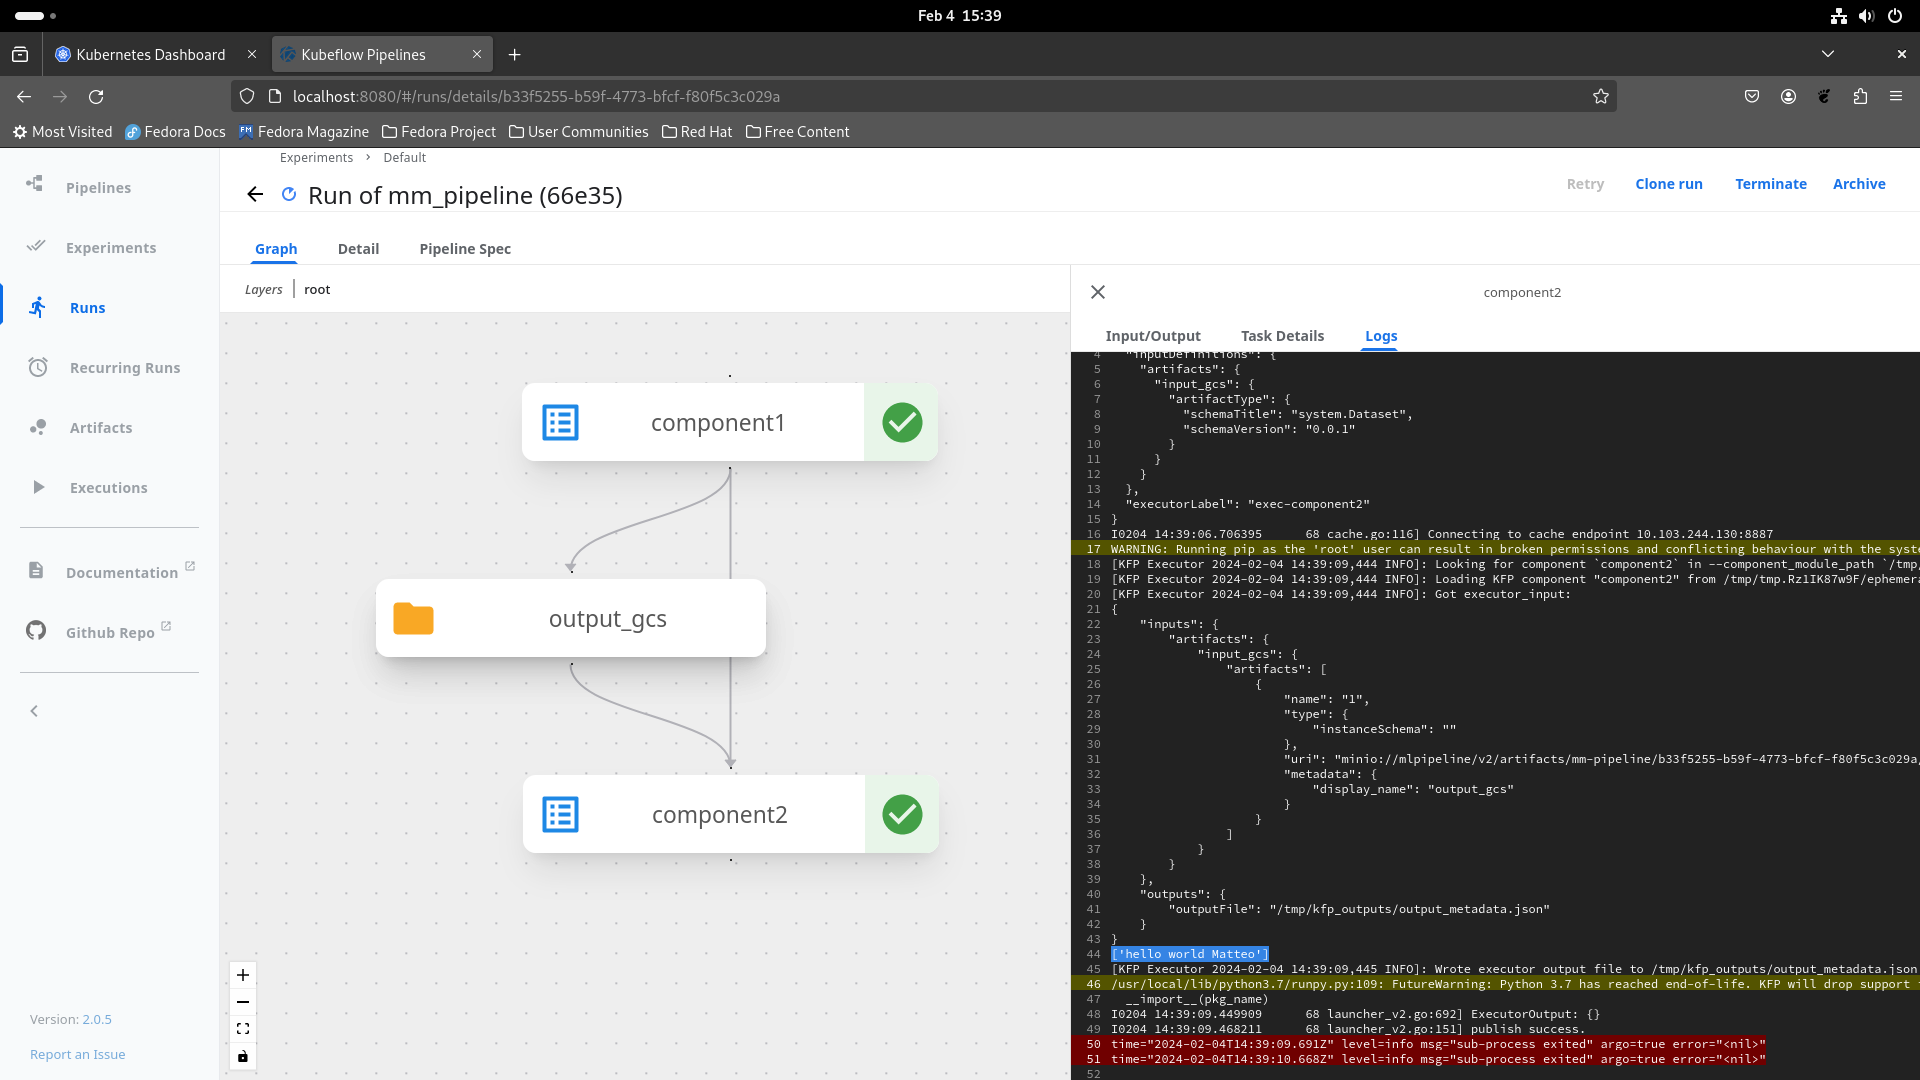 Feb 4 15:39
Kubernetes Dashboard
Kubeflow Pipelines
localhost:8080/#/runs/details/b33f5255-b59f-4773-bfcf-f80f5c3c029a
Most Visited
Fedora Docs
FM Fedora Magazine
Fedora Project
User Communities
Red Hat
Free Content
Pipelines
Experiments
Runs
Recurring Runs
Artifacts
Executions
Documentation
Github Repo
Version: 2.0.5
Report an Issue
Experiments > Default
Run of mm_pipeline (66e35)
Retry
Clone run
Terminate
Archive
Graph
Detail
Pipeline Spec
Layers | root
component1
output_gcs
component2
component2
Input/Output
Task Details
Logs
4 "inputDefinitions": {
5 "artifacts": {
6 "input_gcs": {
7 "artifactType": {
8 "schemaTitle": "system.Dataset",
9 "schemaVersion": "0.0.1"
10 }
11 }
12 }
13 },
14 "executorLabel": "exec-component2"
15 }
16 I0204 14:39:06.706395 68 cache.go:116] Connecting to cache endpoint 10.103.244.130:8887
17 WARNING: Running pip as the 'root' user can result in broken permissions and conflicting behaviour with the syste
18 [KFP Executor 2024-02-04 14:39:09,444 INFO]: Looking for component `component2` in --component_module_path `/tmp/
19 [KFP Executor 2024-02-04 14:39:09,444 INFO]: Loading KFP component "component2" from /tmp/tmp.Rz1IK87w9F/ephemera
20 [KFP Executor 2024-02-04 14:39:09,444 INFO]: Got executor_input:
21 {
22 "inputs": {
23 "artifacts": {
24 "input_gcs": {
25 "artifacts": [
26 {
27 "name": "1",
28 "type": {
29 "instanceSchema": ""
30 },
31 "uri": "minio://mlpipeline/v2/artifacts/mm-pipeline/b33f5255-b59f-4773-bfcf-f80f5c3c029a/
32 "metadata": {
33 "display_name": "output_gcs"
34 }
35 }
36 ]
37 }
38 }
39 },
40 "outputs": {
41 "outputFile": "/tmp/kfp_outputs/output_metadata.json"
42 }
43 }
44 ['hello world Matteo']
45 [KFP Executor 2024-02-04 14:39:09,445 INFO]: Wrote executor output file to /tmp/kfp_outputs/output_metadata.json
46 /usr/local/lib/python3.7/runpy.py:109: FutureWarning: Python 3.7 has reached end-of-life. KFP will drop support
47 __import__(pkg_name)
48 I0204 14:39:09.449909 68 launcher_v2.go:692] ExecutorOutput: {}
49 I0204 14:39:09.468211 68 launcher_v2.go:151] publish success.
50 time="2024-02-04T14:39:09.691Z" level=info msg="sub-process exited" argo=true error="<nil>"
51 time="2024-02-04T14:39:10.668Z" level=info msg="sub-process exited" argo=true error="<nil>"
52